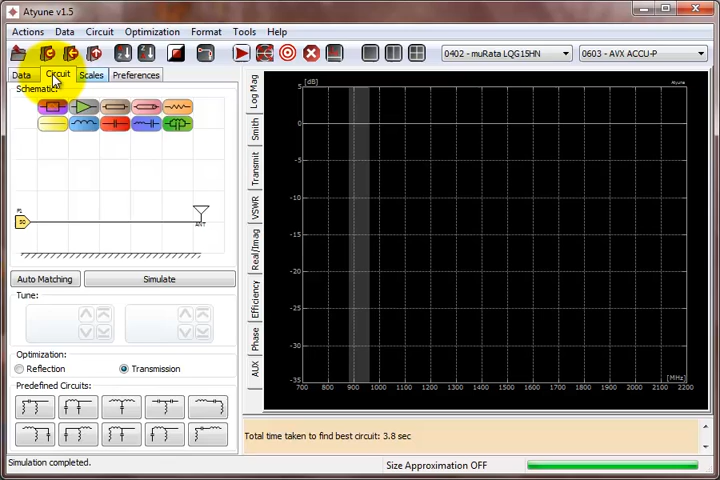 Atyune v1.5
Actions Data Circuit Optimization Format Tools Help
0402 - muRata LQG15HN
0603 - AVX ACCU-P
Data Circuit Scales Preferences
Schematic:
P1
50
ANT
Auto Matching
Simulate
Tune:
Optimization:
Reflection
Transmission
Predefined Circuits:
Log Mag
Smith
Transmit
VSWR
Real/Imag
Efficiency
Phase
AUX
[dB]
Atyune
5
0
-5
-10
-15
-20
-25
-30
-35
[MHz]
700 800 900 1000 1100 1200 1300 1400 1500 1600 1700 1800 1900 2000 2100 2200
Total time taken to find best circuit: 3.8 sec
Simulation completed.
Size Approximation OFF